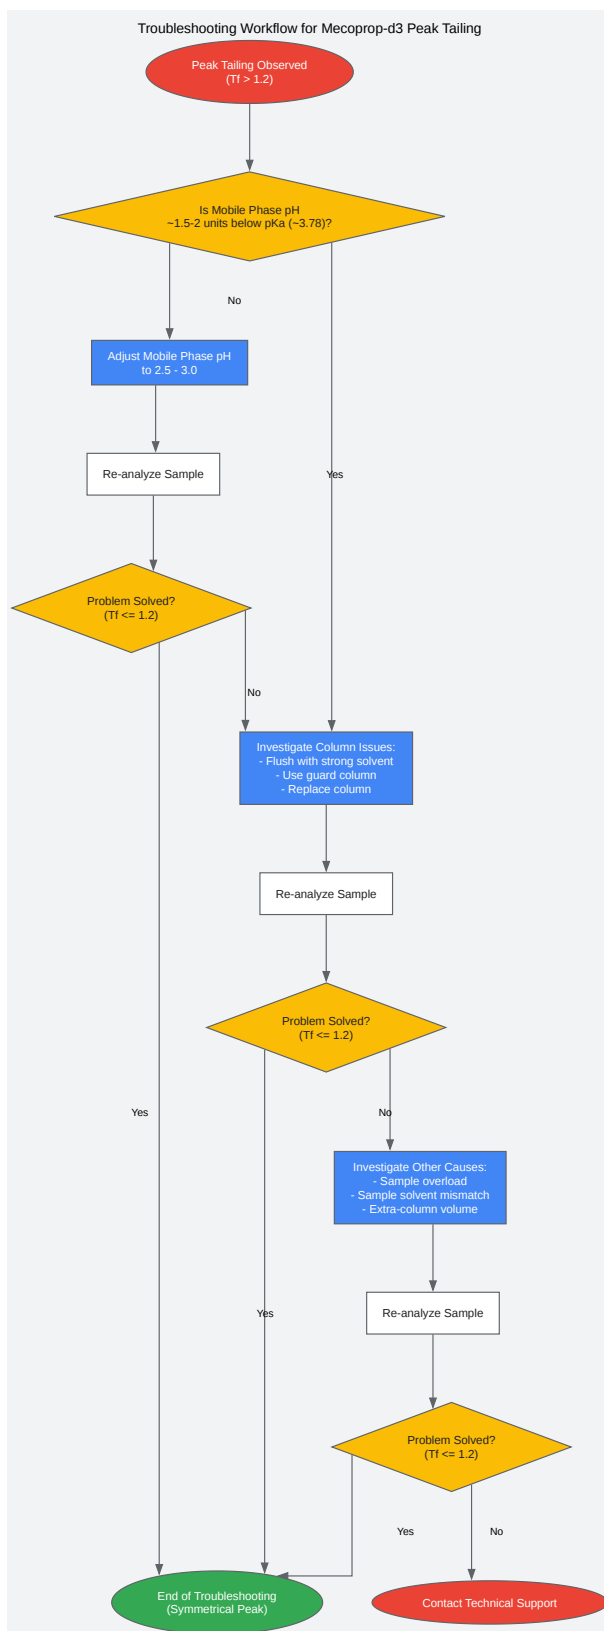 Troubleshooting Workflow for Mecoprop-d3 Peak Tailing
Peak Tailing Observed
(Tf > 1.2)
Is Mobile Phase pH
~1.5-2 units below pKa (~3.78)?
No
Adjust Mobile Phase pH
to 2.5 - 3.0
Re-analyze Sample
Yes
Problem Solved?
(Tf <= 1.2)
No
Investigate Column Issues:
- Flush with strong solvent
- Use guard column
- Replace column
Re-analyze Sample
Problem Solved?
(Tf <= 1.2)
Yes
No
Investigate Other Causes:
- Sample overload
- Sample solvent mismatch
- Extra-column volume
Re-analyze Sample
Yes
Problem Solved?
(Tf <= 1.2)
Yes
No
End of Troubleshooting
(Symmetrical Peak)
Contact Technical Support